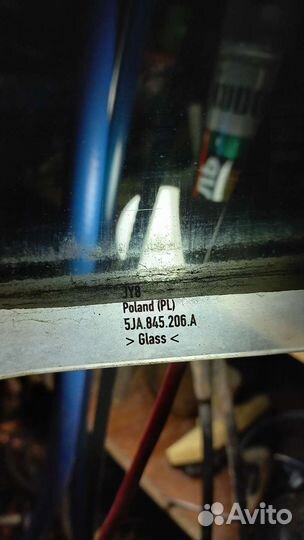 JY8
Poland (PL)
5JA.845.206.A
> Glass <
Avito